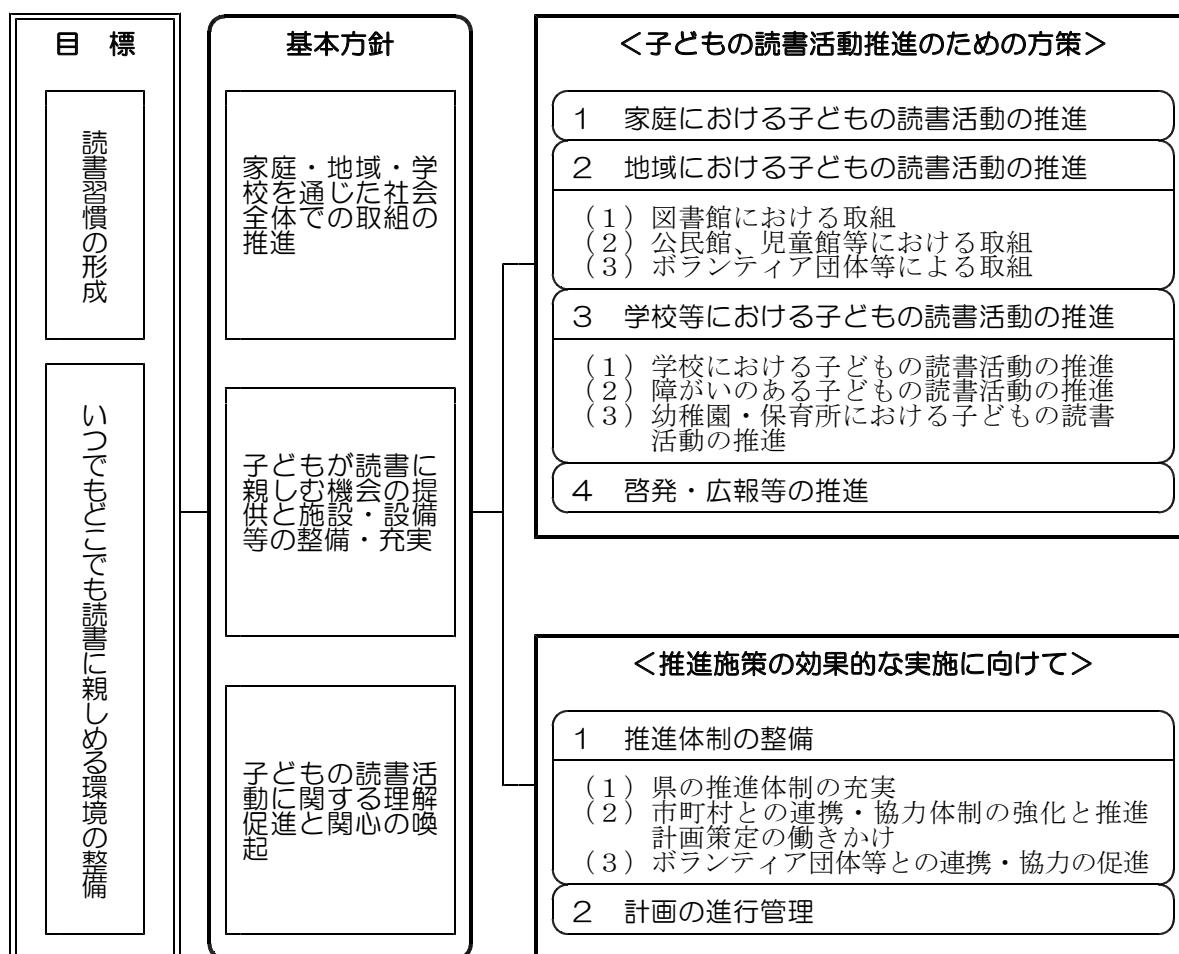 目　標
読書習慣の形成
いつでもどこでも読書に親しめる環境の整備
基本方針
家庭・地域・学
校を通じた社会
全体での取組の
推進
子どもが読書に
親しむ機会の提
供と施設・設備
等の整備・充実
子どもの読書活
動に関する理解
促進と関心の喚
起
＜子どもの読書活動推進のための方策＞
１　家庭における子どもの読書活動の推進
２　地域における子どもの読書活動の推進
（１）図書館における取組
（２）公民館、児童館等における取組
（３）ボランティア団体等による取組
３　学校等における子どもの読書活動の推進
（１）学校における子どもの読書活動の推進
（２）障がいのある子どもの読書活動の推進
（３）幼稚園・保育所における子どもの読書
活動の推進
４　啓発・広報等の推進
＜推進施策の効果的な実施に向けて＞
１　推進体制の整備
（１）県の推進体制の充実
（２）市町村との連携・協力体制の強化と推進
計画策定の働きかけ
（３）ボランティア団体等との連携・協力の促進
２　計画の進行管理